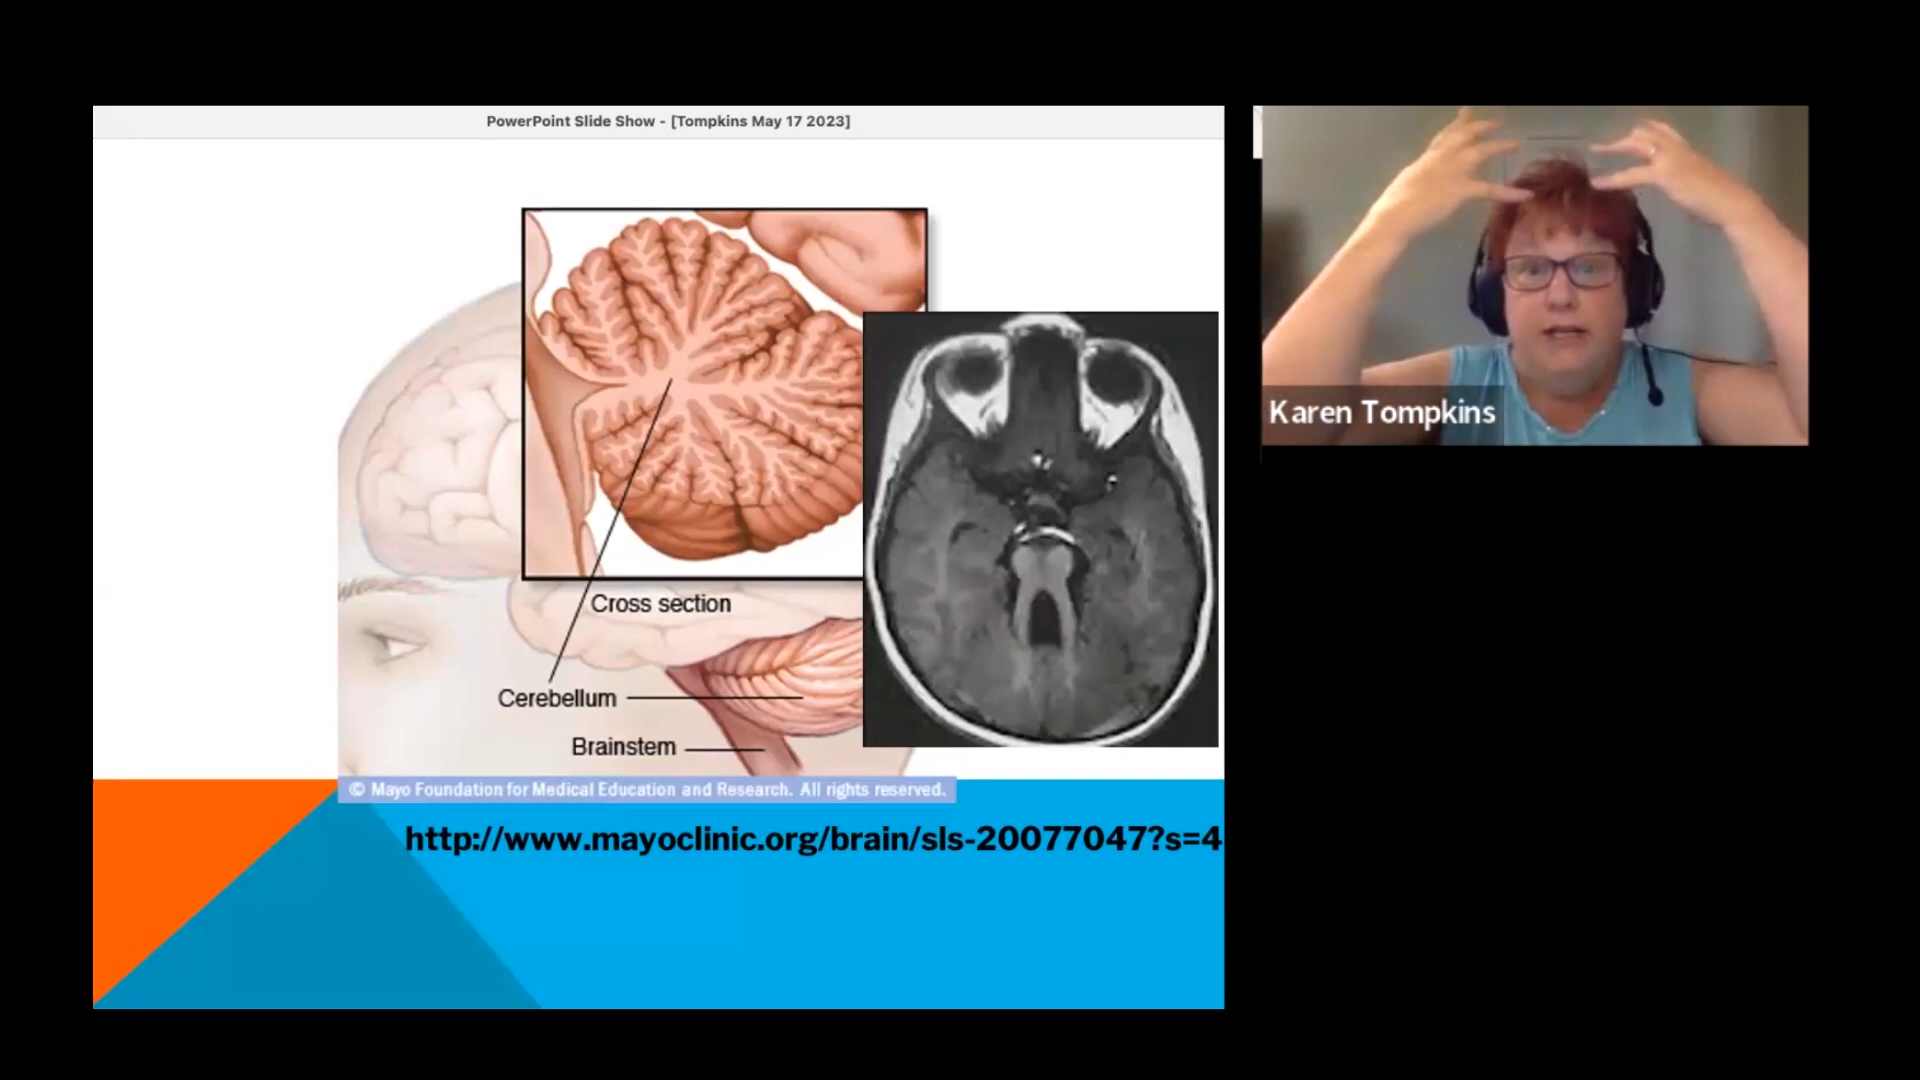 PowerPoint Slide Show - [Tompkins May 17 2023]
Karen Tompkins
Cross section
Cerebellum
Brainstem
© Mayo Foundation for Medical Education and Research. All rights reserved.
http://www.mayoclinic.org/brain/sls-20077047?s=4